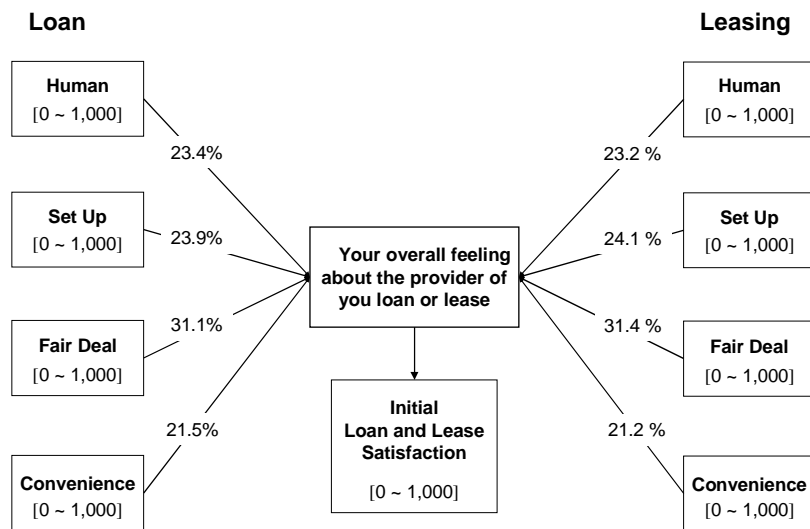 Loan
Leasing
Human
[0 ~ 1,000]
Human
[0 ~ 1,000]
23.4%
23.2 %
Set Up
[0 ~ 1,000]
Set Up
[0 ~ 1,000]
23.9%
24.1 %
Your overall feeling
about the provider of
you loan or lease
31.1%
31.4 %
Fair Deal
[0 ~ 1,000]
Fair Deal
[0 ~ 1,000]
Initial
Loan and Lease
Satisfaction
[0 ~ 1,000]
21.5%
21.2 %
Convenience
[0 ~ 1,000]
Convenience
[0 ~ 1,000]